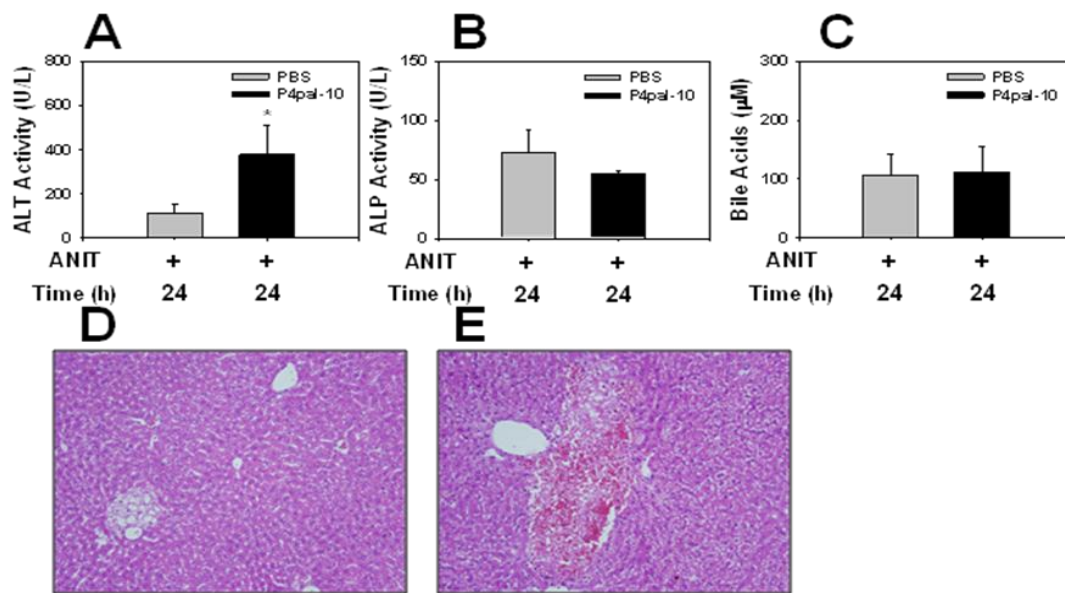 A
ALT Activity (U/L)
800
600
400
200
0
PBS
P4pal-10
*
ANIT + +
Time (h) 24 24
B
ALP Activity (U/L)
150
100
50
0
PBS
P4pal-10
ANIT + +
Time (h) 24 24
C
Bile Acids (µM)
300
200
100
0
PBS
P4pal-10
ANIT + +
Time (h) 24 24
D
E